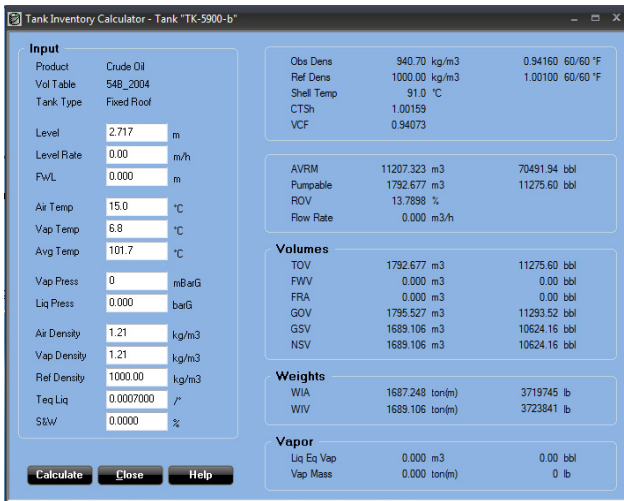 Tank Inventory Calculator - Tank "TK-5900-b"
Input
Product Crude Oil
Vol Table 54B_2004
Tank Type Fixed Roof
Level 2.717 m
Level Rate 0.00 m/h
FWL 0.000 m
Air Temp 15.0 °C
Vap Temp 6.8 °C
Avg Temp 101.7 °C
Vap Press 0 mBarG
Liq Press 0.000 barG
Air Density 1.21 kg/m3
Vap Density 1.21 kg/m3
Ref Density 1000.00 kg/m3
Teq Liq 0.0007000 /°
S&W 0.0000 %
Calculate Close Help
Obs Dens 940.70 kg/m3 0.94160 60/60 °F
Ref Dens 1000.00 kg/m3 1.00100 60/60 °F
Shell Temp 91.0 °C
CTSh 1.00159
VCF 0.94073
AVRM 11207.323 m3 70491.94 bbl
Pumpable 1792.677 m3 11275.60 bbl
ROV 13.7898 %
Flow Rate 0.000 m3/h
Volumes
TOV 1792.677 m3 11275.60 bbl
FWV 0.000 m3 0.00 bbl
FRA 0.000 m3 0.00 bbl
GOV 1795.527 m3 11293.52 bbl
GSV 1689.106 m3 10624.16 bbl
NSV 1689.106 m3 10624.16 bbl
Weights
WIA 1687.248 ton(m) 3719745 lb
WIV 1689.106 ton(m) 3723841 lb
Vapor
Liq Eq Vap 0.000 m3 0.00 bbl
Vap Mass 0.000 ton(m) 0 lb